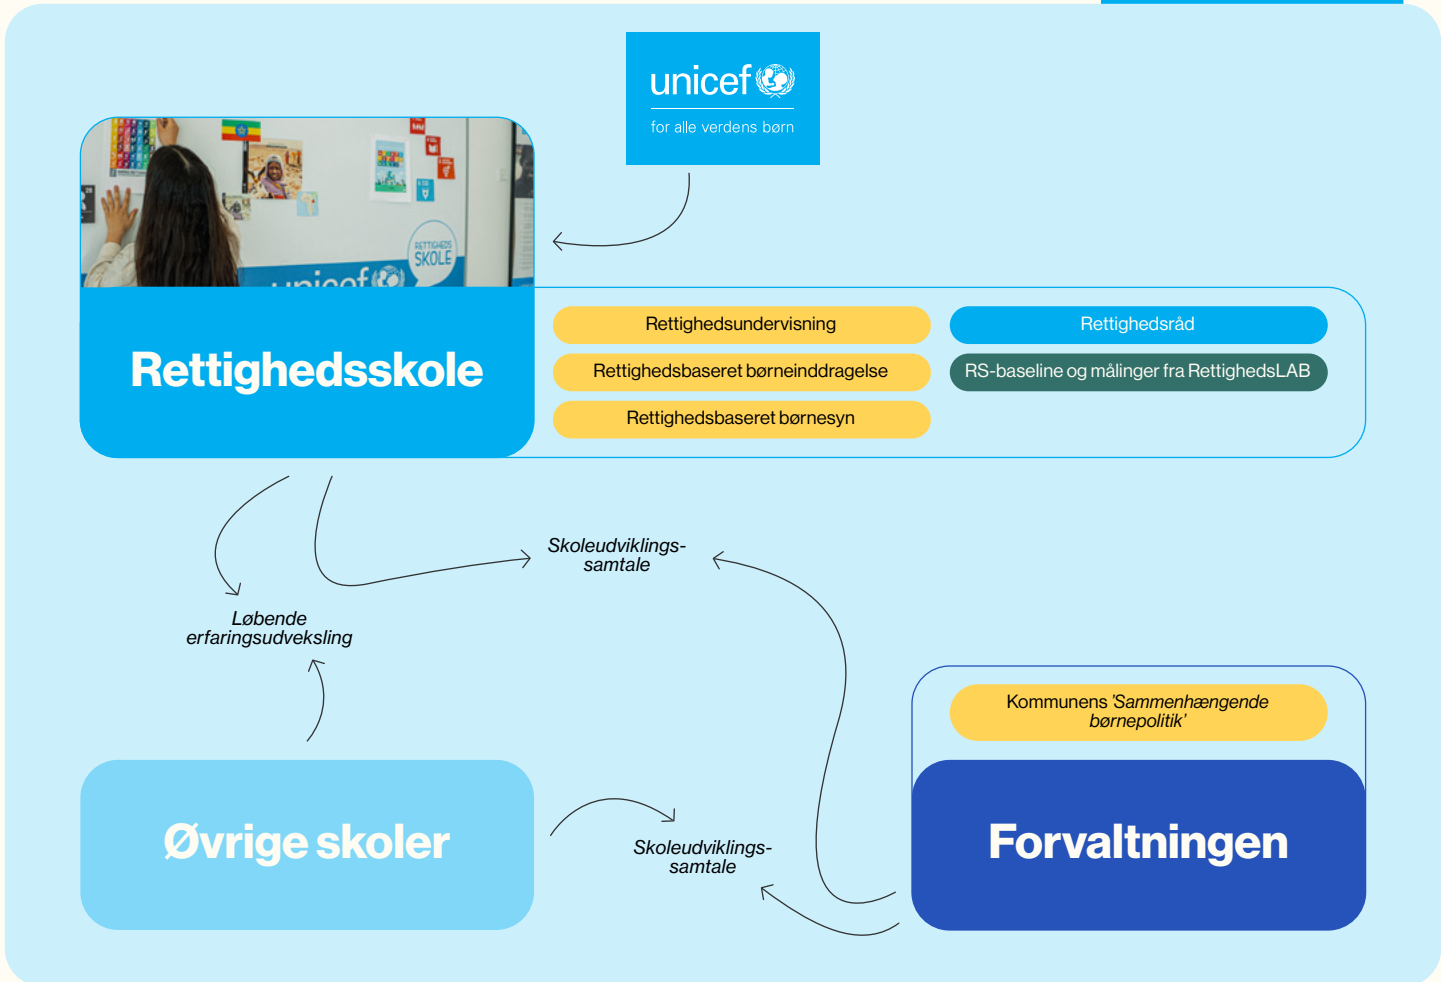 unicef
for alle verdens børn
RETTIGHEDS
SKOLE
unicef
Rettighedsskole
Rettighedsundervisning
Rettighedsbaseret børneinddragelse
Rettighedsbaseret børnesyn
Rettighedsråd
RS-baseline og målinger fra RettighedsLAB
Skoleudviklings-
samtale
Løbende
erfaringsudveksling
Kommunens 'Sammenhængende
børnepolitik'
Øvrige skoler
Skoleudviklings-
samtale
Forvaltningen